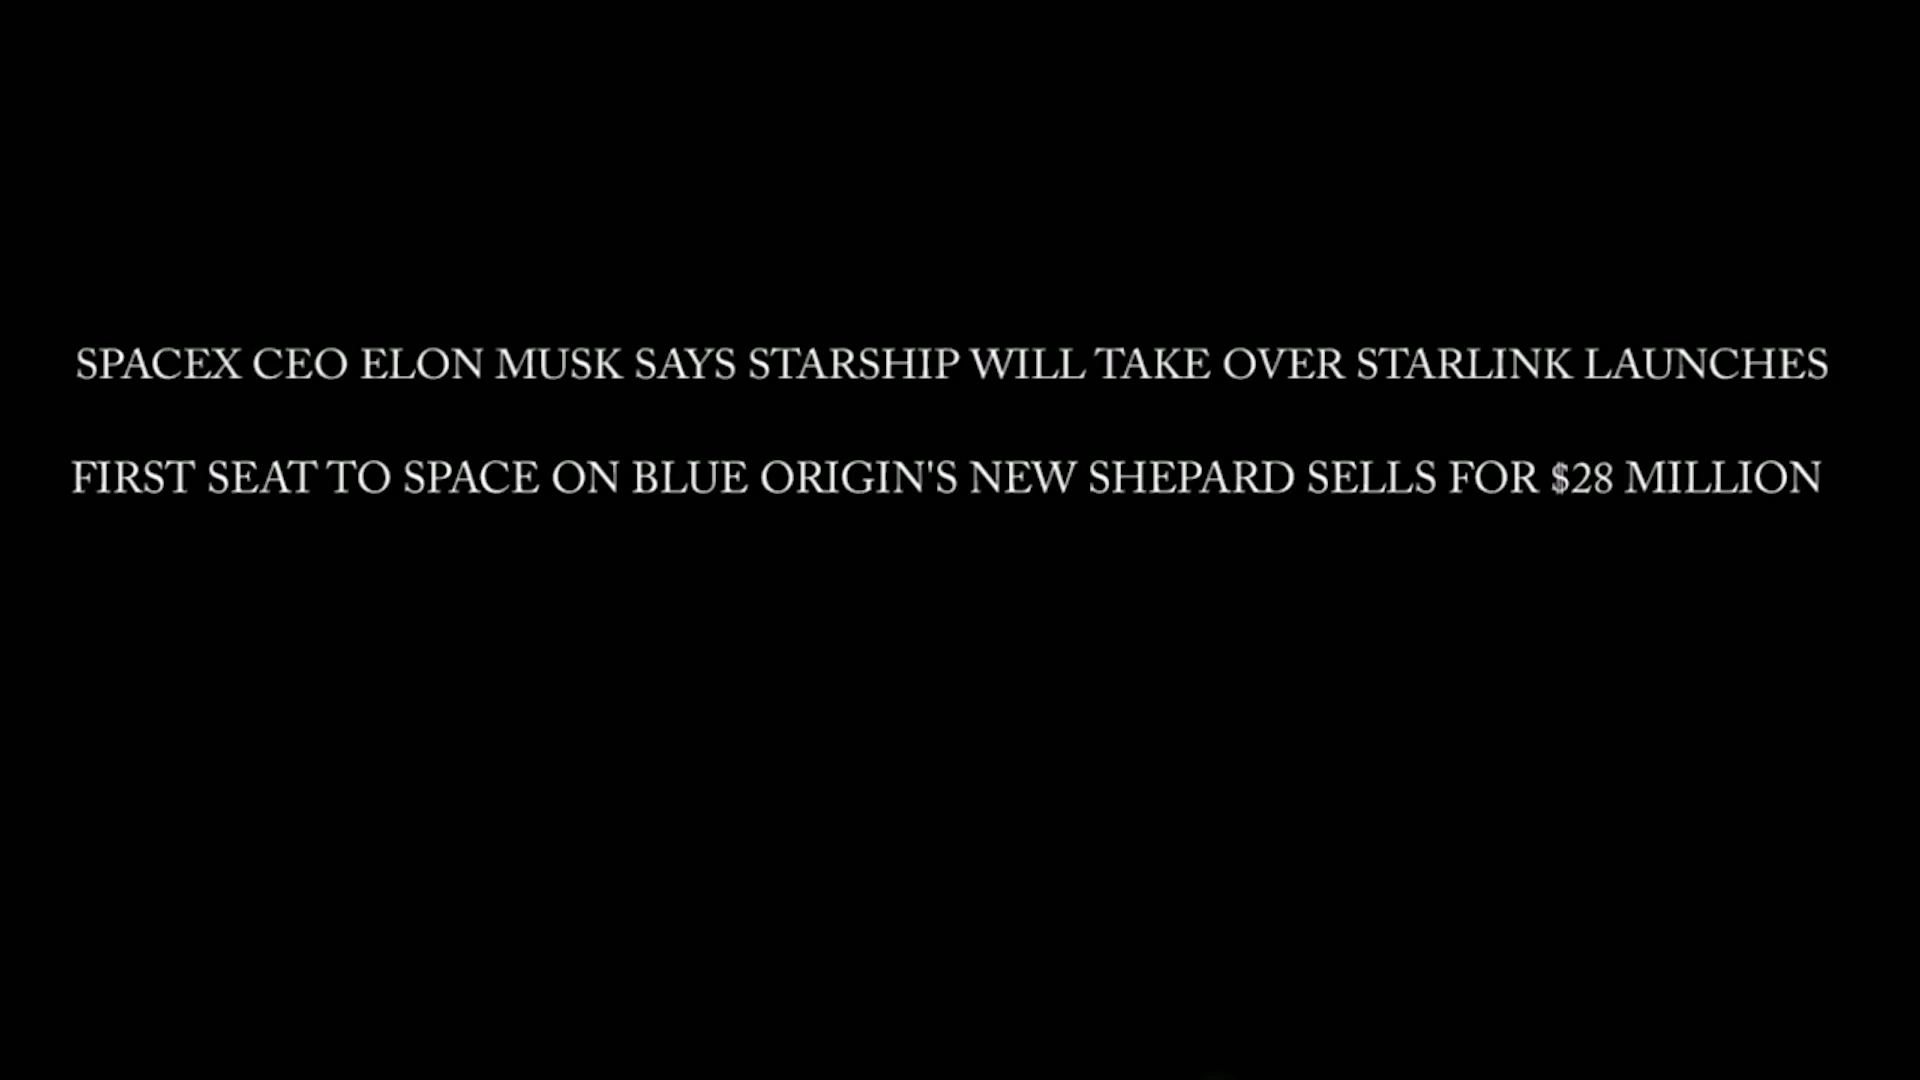 SPACEX CEO ELON MUSK SAYS STARSHIP WILL TAKE OVER STARLINK LAUNCHES
FIRST SEAT TO SPACE ON BLUE ORIGIN'S NEW SHEPARD SELLS FOR $28 MILLION